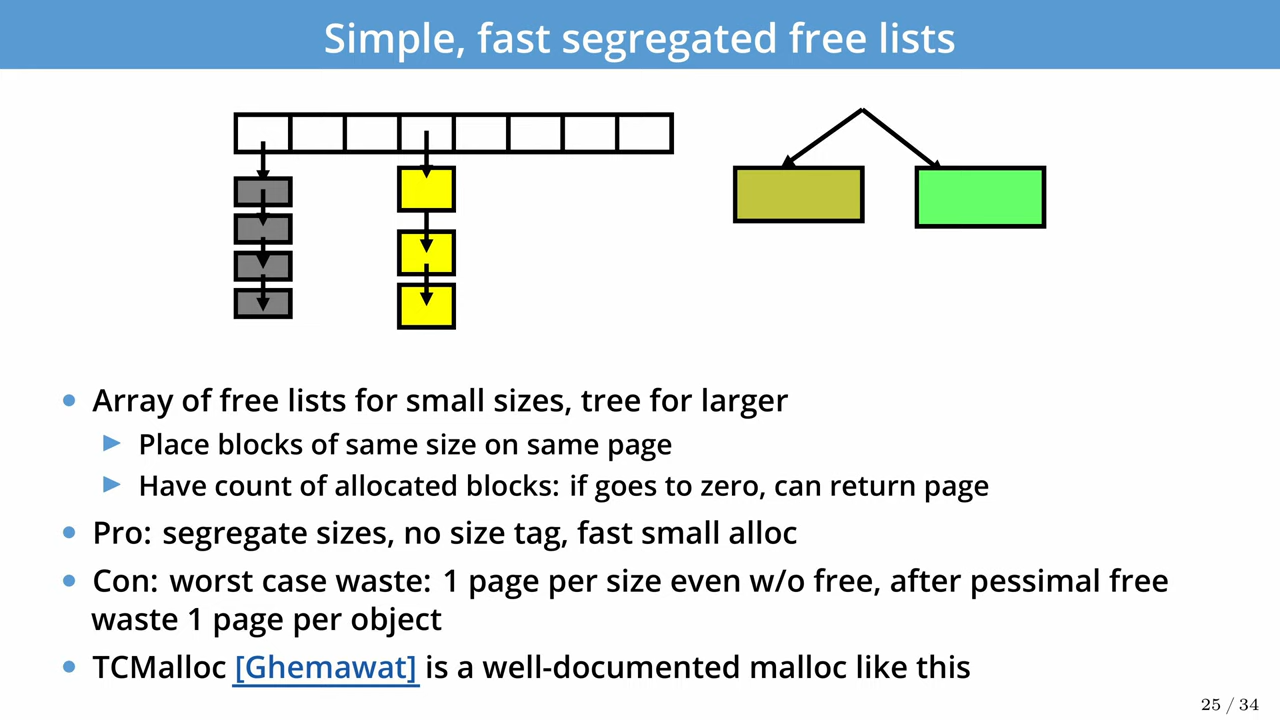 Simple, fast segregated free lists
Array of free lists for small sizes, tree for larger
Place blocks of same size on same page
Have count of allocated blocks: if goes to zero, can return page
Pro: segregate sizes, no size tag, fast small alloc
Con: worst case waste: 1 page per size even w/o free, after pessimal free
waste 1 page per object
TCMalloc [Ghemawat] is a well-documented malloc like this
25 / 34